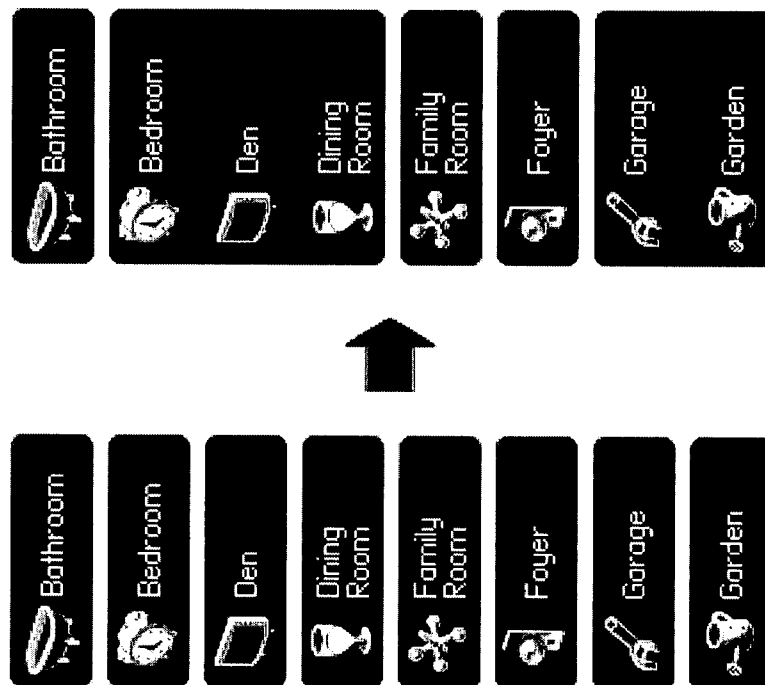 Bathroom
Bedroom
Den
Dining
Room
Family
Room
Foyer
Garage
Garden
Bathroom
Bedroom
Den
Dining
Room
Family
Room
Foyer
Garage
Garden